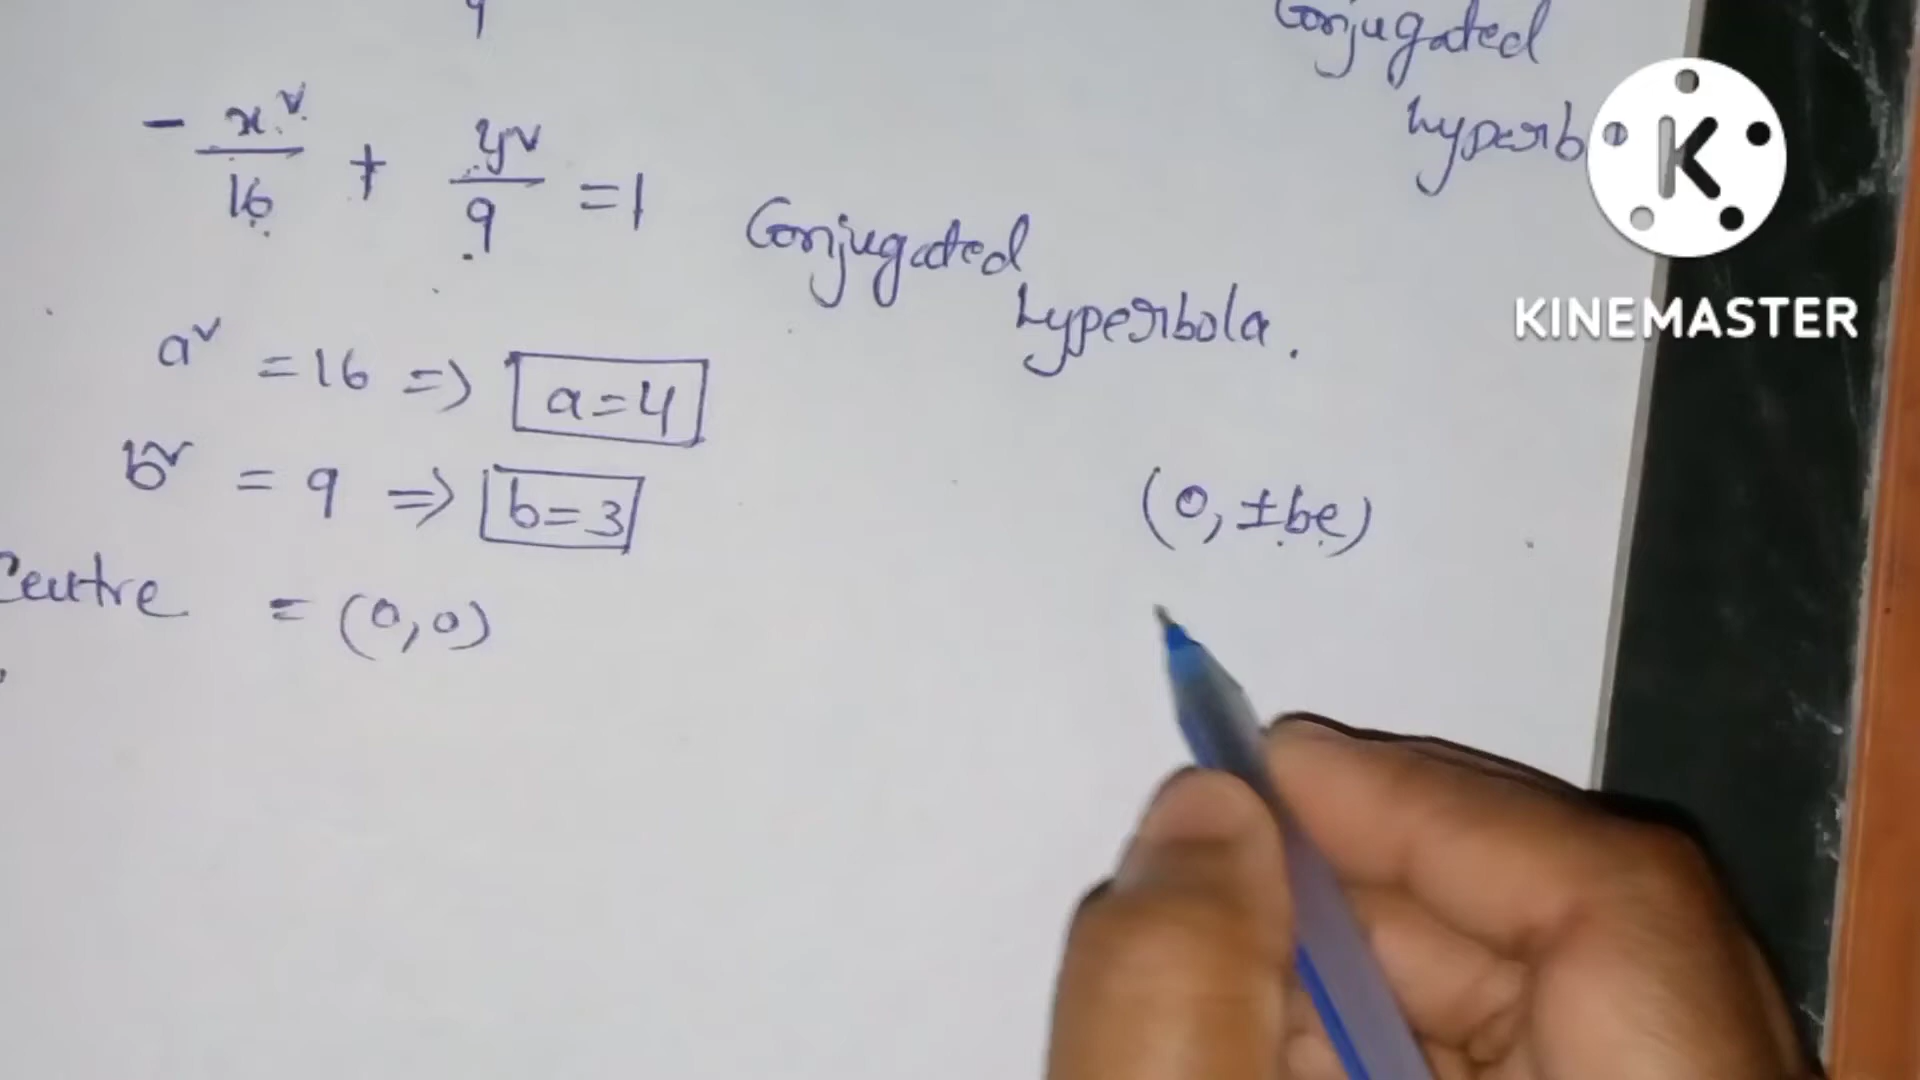 Conjugated
hyperb
K
KINEMASTER
- x²/16 + y²/9 = 1
Conjugated
hyperbola.
a² = 16 => a=4
b² = 9 => b=3
(0, ±be)
Centre = (0,0)